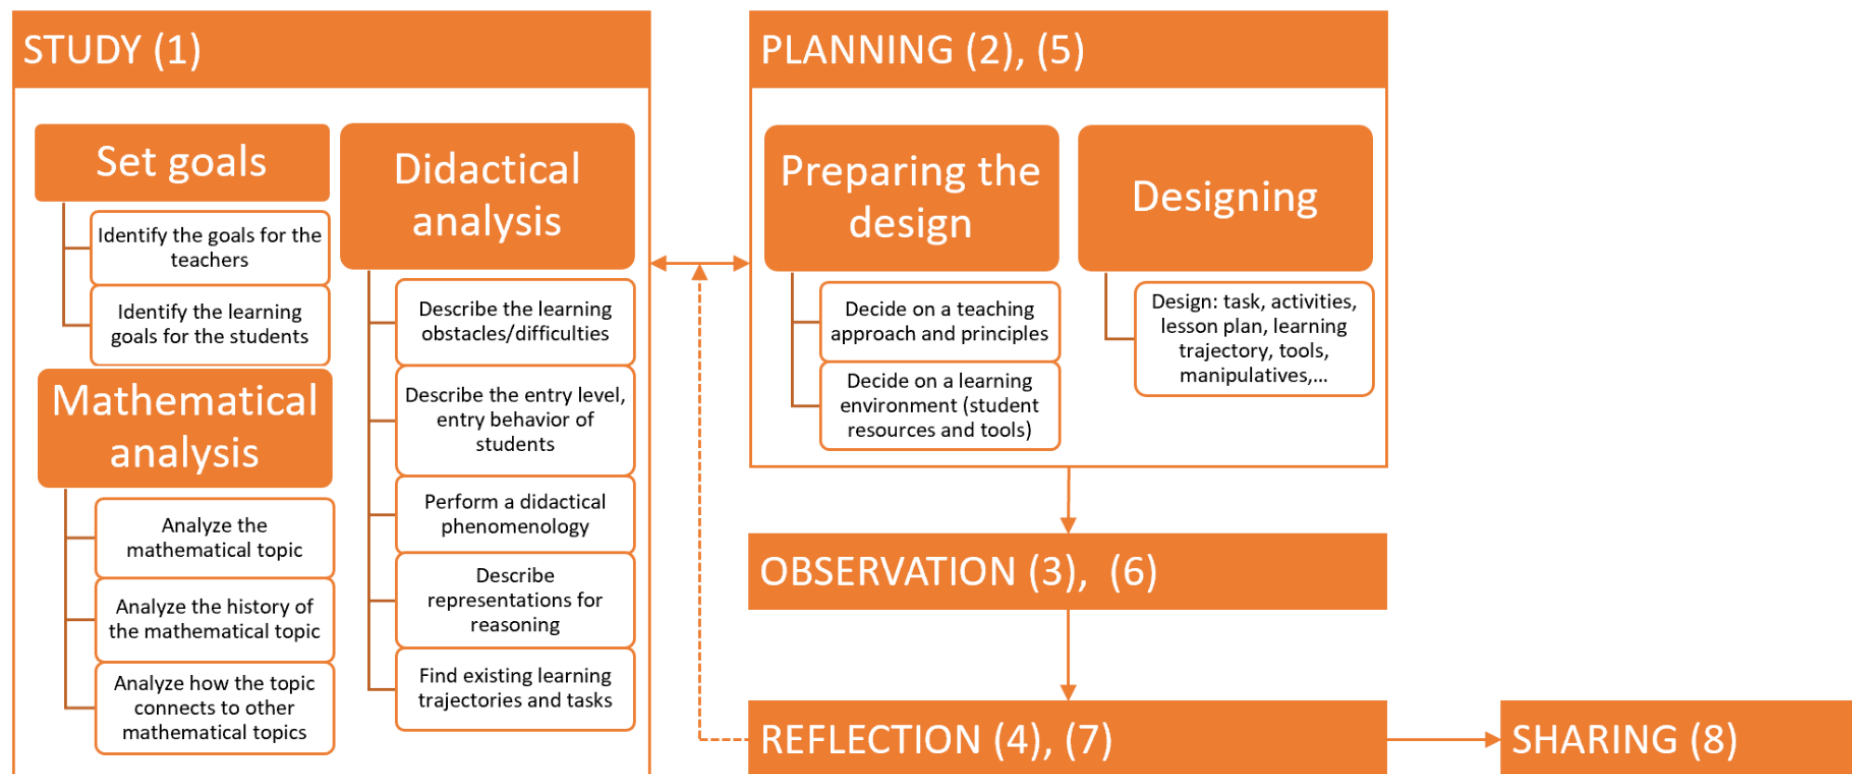 STUDY (1)
Set goals
Identify the goals for the
teachers
Identify the learning
goals for the students
Mathematical
analysis
Analyze the
mathematical topic
Analyze the history of
the mathematical topic
Analyze how the topic
connects to other
mathematical topics
Didactical
analysis
Describe the learning
obstacles/difficulties
Describe the entry level,
entry behavior of
students
Perform a didactical
phenomenology
Describe
representations for
reasoning
Find existing learning
trajectories and tasks
PLANNING (2), (5)
Preparing the
design
Decide on a teaching
approach and principles
Decide on a learning
environment (student
resources and tools)
Designing
Design: task, activities,
lesson plan, learning
trajectory, tools,
manipulatives,...
OBSERVATION (3), (6)
REFLECTION (4), (7)
SHARING (8)